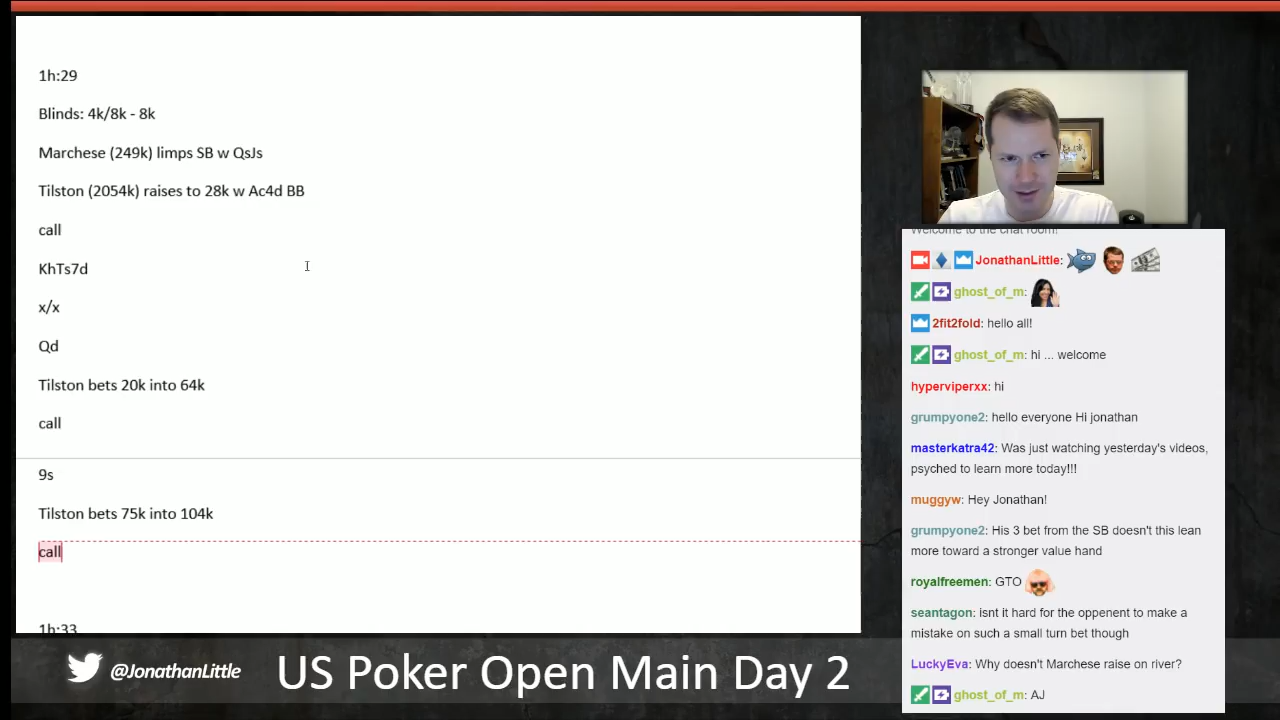 1h:29
Blinds: 4k/8k - 8k
Marchese (249k) limps SB w QsJs
Tilston (2054k) raises to 28k w Ac4d BB
call
KhTs7d
x/x
Qd
Tilston bets 20k into 64k
call
9s
Tilston bets 75k into 104k
call
1h:33
Welcome to the chat room!
JonathanLittle:
ghost_of_m:
2fit2fold: hello all!
ghost_of_m: hi ... welcome
hyperviperxx: hi
grumpyone2: hello everyone Hi jonathan
masterkatra42: Was just watching yesterday's videos,
psyched to learn more today!!!
muggyw: Hey Jonathan!
grumpyone2: His 3 bet from the SB doesn't this lean
more toward a stronger value hand
royalfreemen: GTO
seantagon: isnt it hard for the oppenent to make a
mistake on such a small turn bet though
LuckyEva: Why doesn't Marchese raise on river?
ghost_of_m: AJ
@JonathanLittle
US Poker Open Main Day 2